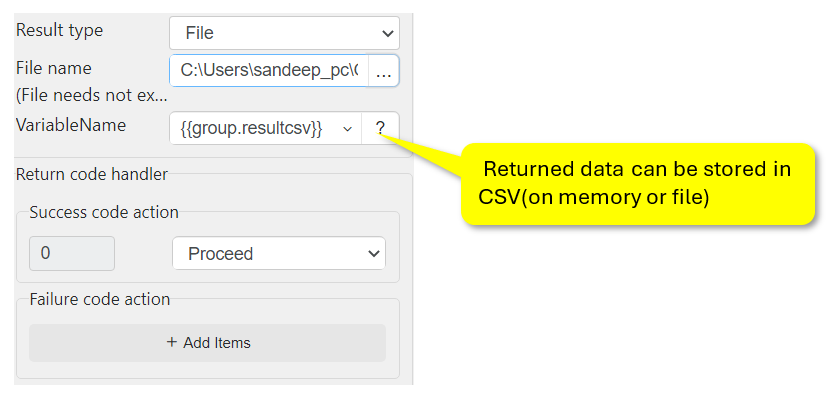 Result type
File
File name
C:\Users\sandeep_pc\
...
(File needs not ex...
VariableName
{{group.resultcsv}}
?
Returned data can be stored in
CSV(on memory or file)
Return code handler
Success code action
0
Proceed
Failure code action
+ Add Items